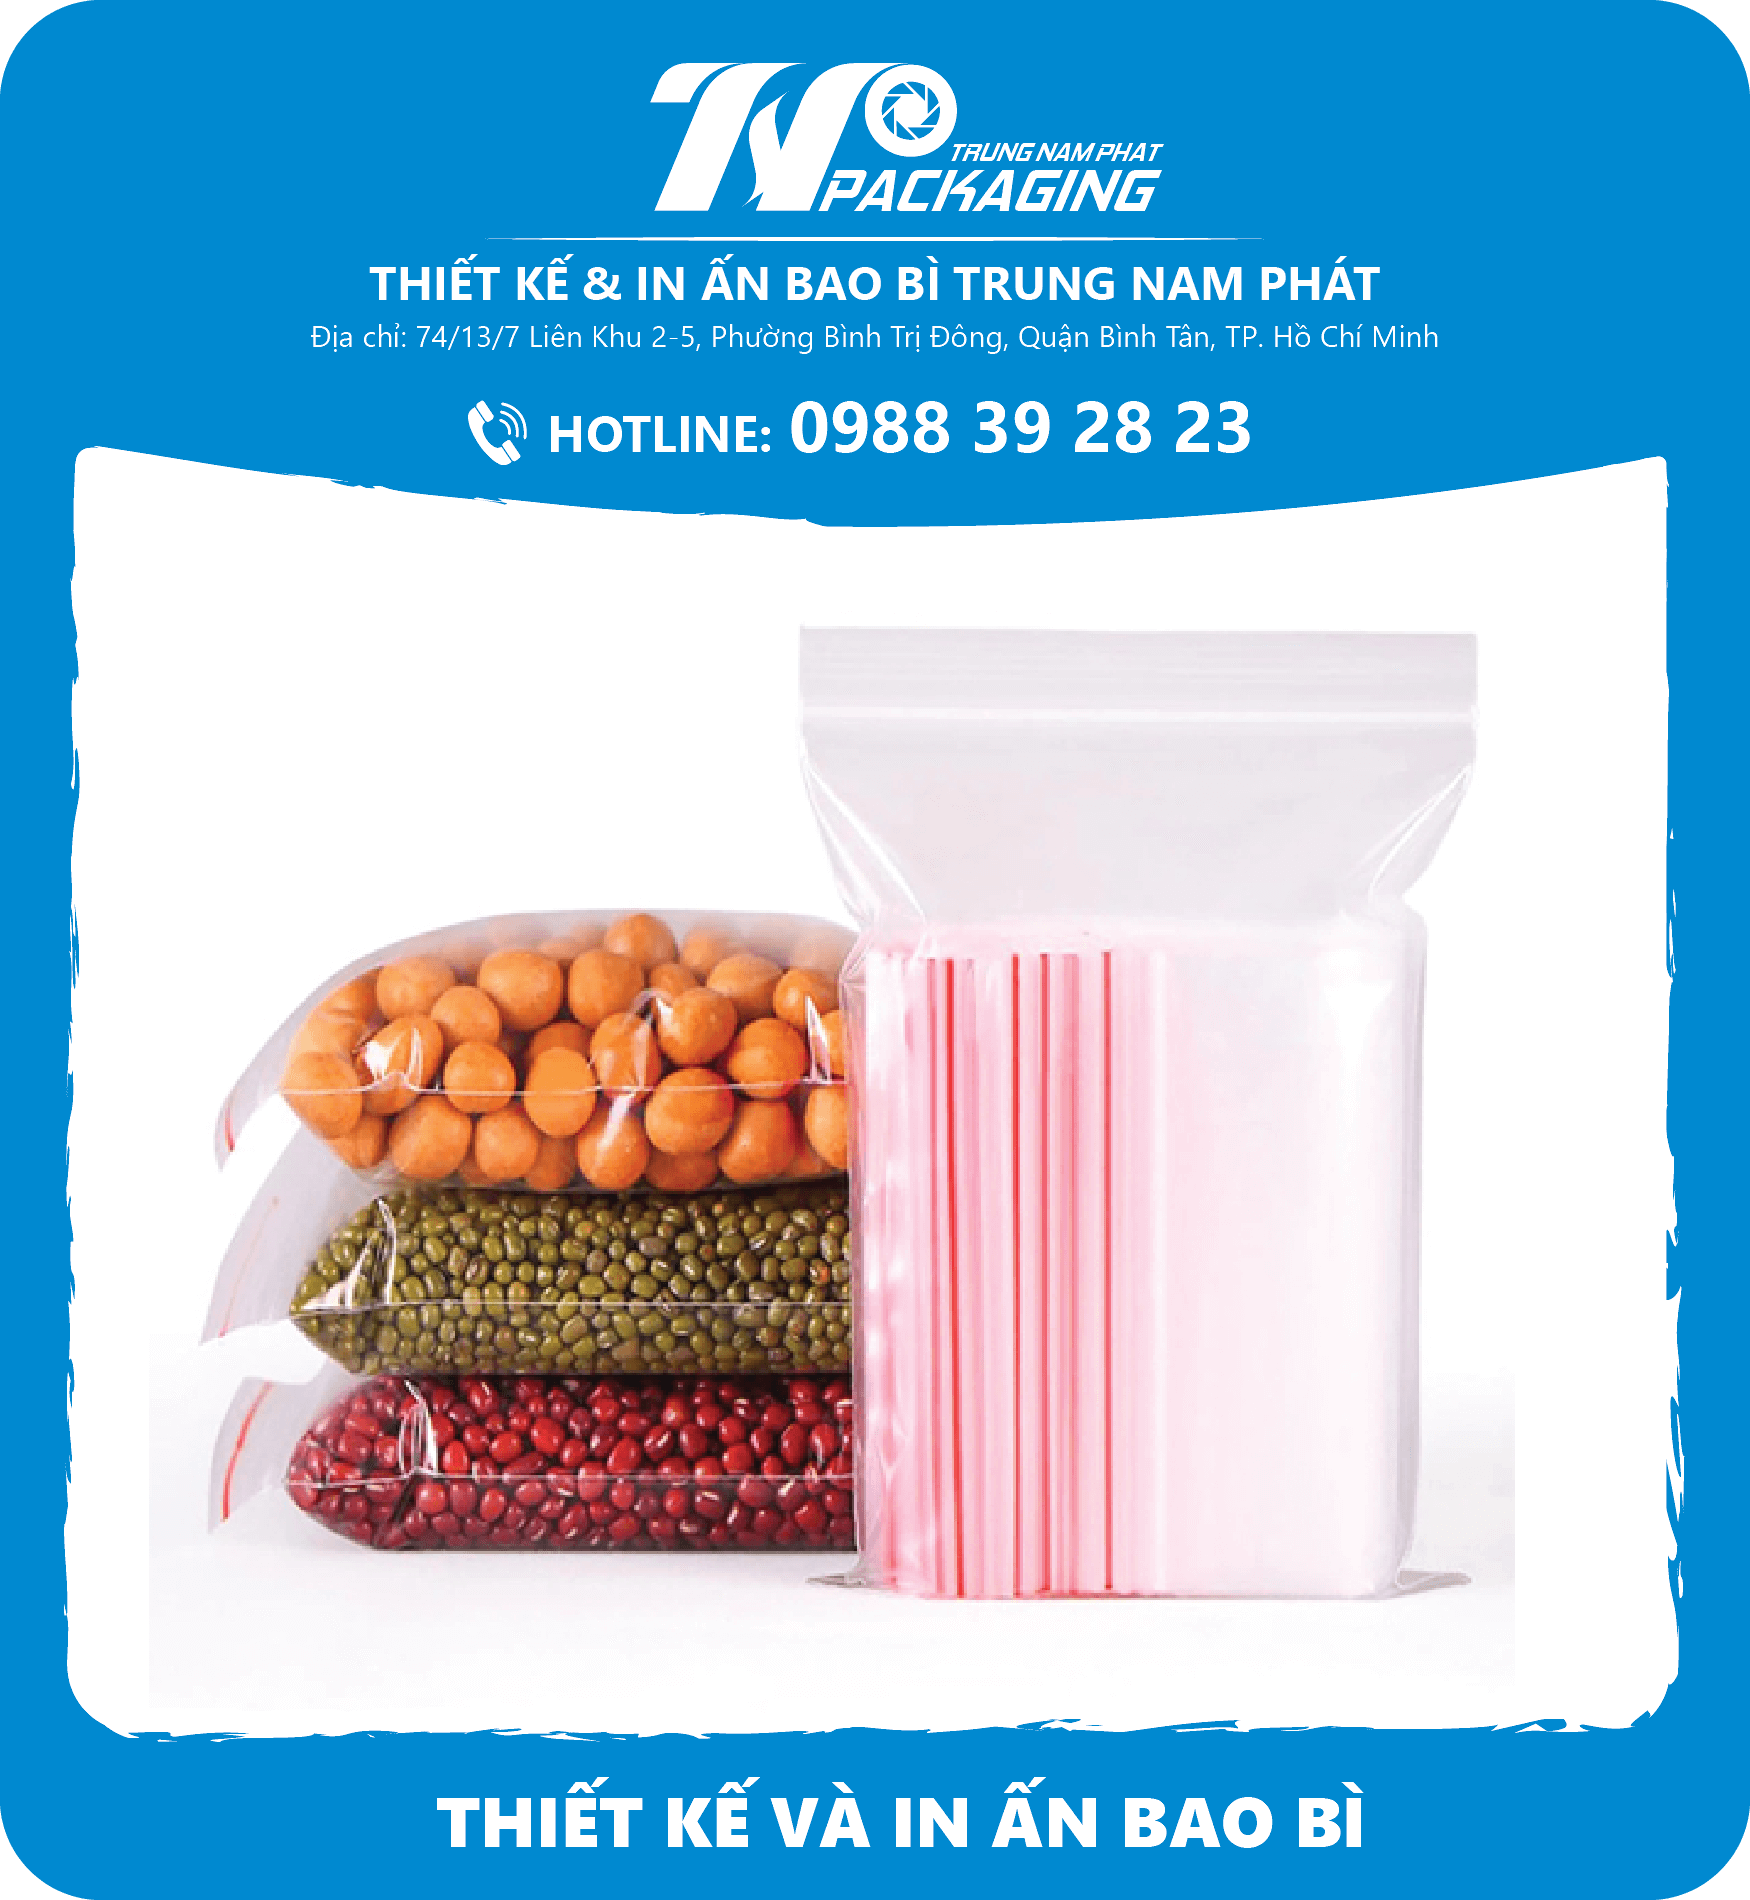 TNP
TRUNG NAM PHAT
PACKAGING
THIẾT KẾ & IN ẤN BAO BÌ TRUNG NAM PHÁT
Địa chỉ: 74/13/7 Liên Khu 2-5, Phường Bình Trị Đông, Quận Bình Tân, TP. Hồ Chí Minh
HOTLINE: 0988 39 28 23
THIẾT KẾ VÀ IN ẤN BAO BÌ